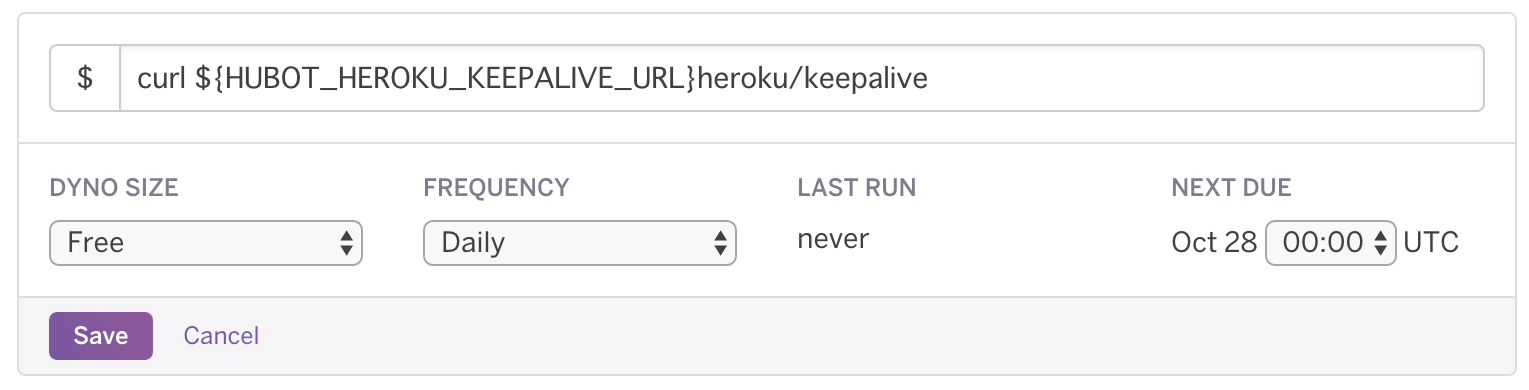 $ curl ${HUBOT_HEROKU_KEEPALIVE_URL}heroku/keepalive
DYNO SIZE FREQUENCY LAST RUN NEXT DUE
Free Daily never Oct 28 00:00 UTC
Save Cancel